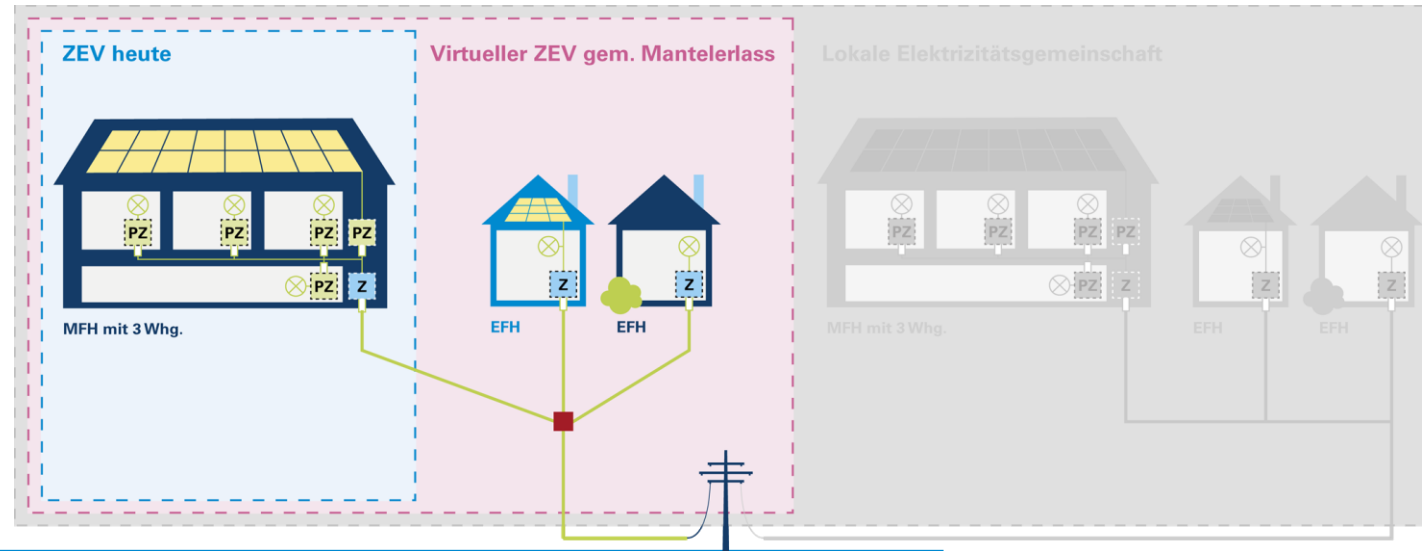 ZEV heute
Virtueller ZEV gem. Mantelerlass
Lokale Elektrizitätsgemeinschaft
PZ PZ PZ PZ
PZ Z
Z
Z
PZ PZ PZ PZ
PZ Z
Z
Z
MFH mit 3 Whg.
EFH
EFH
MFH mit 3 Whg.
EFH
EFH